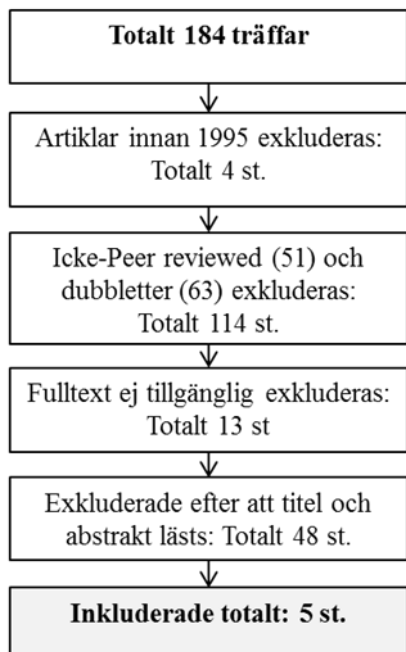 Totalt 184 träffar
Artiklar innan 1995 exkluderas:
Totalt 4 st.
Icke-Peer reviewed (51) och
dubbletter (63) exkluderas:
Totalt 114 st.
Fulltext ej tillgänglig exkluderas:
Totalt 13 st
Exkluderade efter att titel och
abstrakt lästs: Totalt 48 st.
Inkluderade totalt: 5 st.